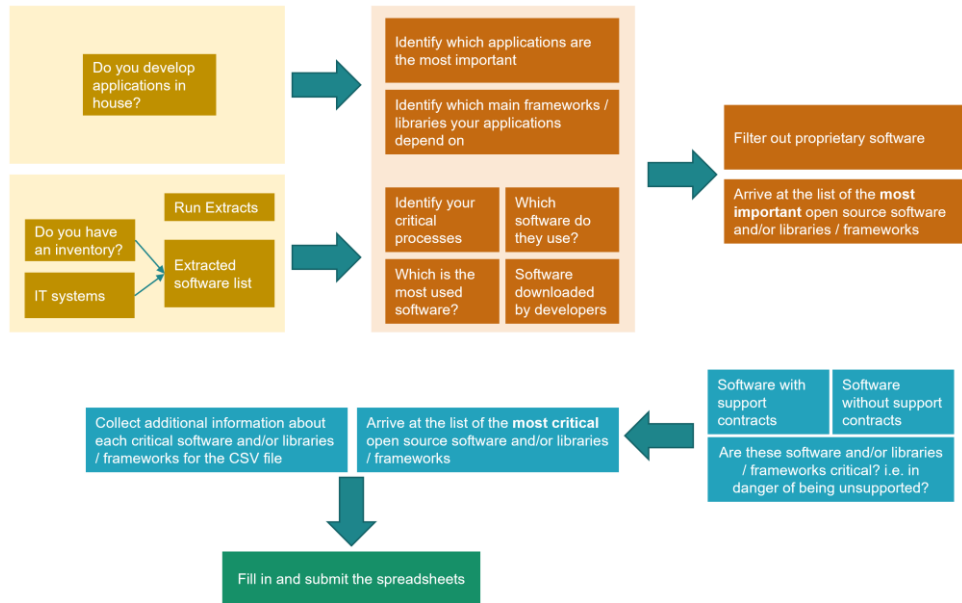 Do you develop
applications in
house?
Identify which applications are
the most important
Identify which main frameworks /
libraries your applications
depend on
Run Extracts
Do you have
an inventory?
Extracted
software list
IT systems
Identify your
critical
processes
Which
software do
they use?
Which is the
most used
software?
Software
downloaded
by developers
Filter out proprietary software
Arrive at the list of the most
important open source software
and/or libraries / frameworks
Software with
support
contracts
Software
without support
contracts
Are these software and/or libraries
/ frameworks critical? i.e. in
danger of being unsupported?
Arrive at the list of the most critical
open source software and/or libraries
/ frameworks
Collect additional information about
each critical software and/or libraries
/ frameworks for the CSV file
Fill in and submit the spreadsheets